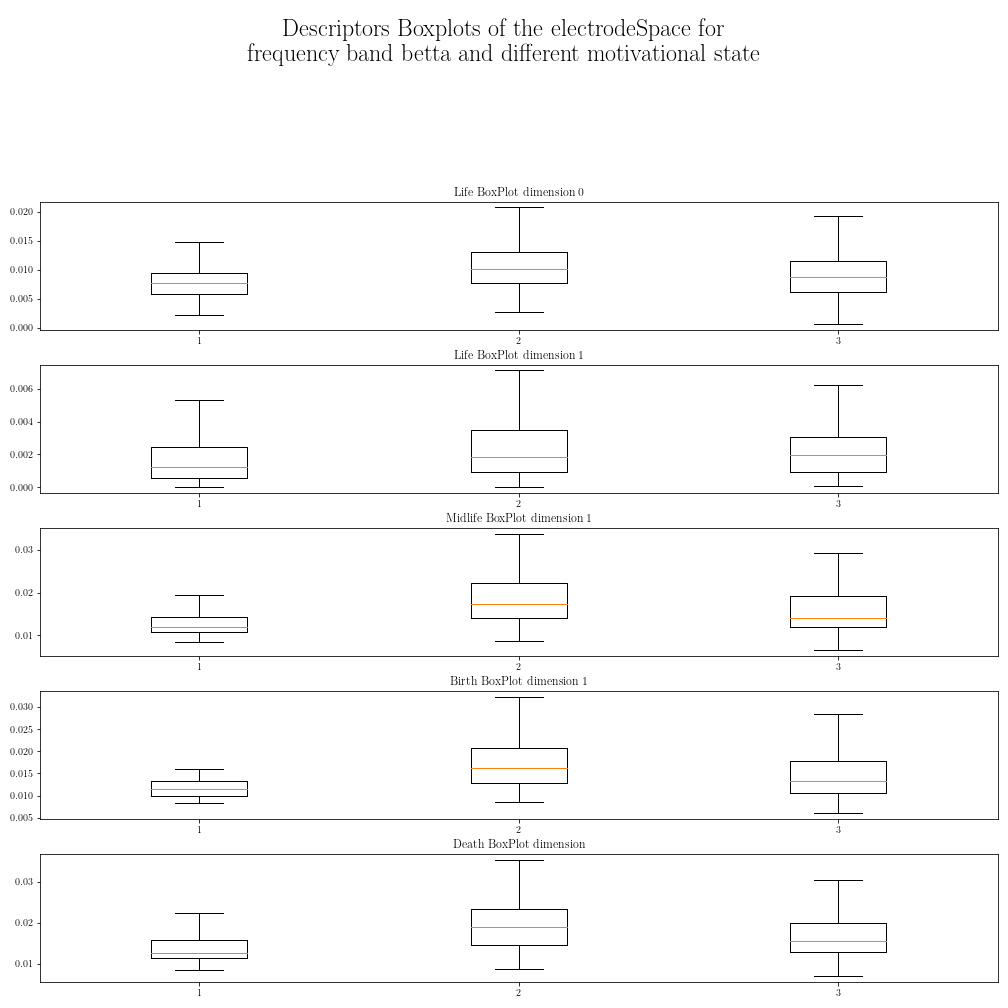 Descriptors Boxplots of the electrodeSpace for
frequency band betta and different motivational state
Life BoxPlot dimension 0
0.020
0.015
0.010
0.005
0.000
1 2 3
Life BoxPlot dimension 1
0.006
0.004
0.002
0.000
1 2 3
Midlife BoxPlot dimension 1
0.03
0.02
0.01
1 2 3
Birth BoxPlot dimension 1
0.030
0.025
0.020
0.015
0.010
0.005
1 2 3
Death BoxPlot dimension
0.03
0.02
0.01
1 2 3